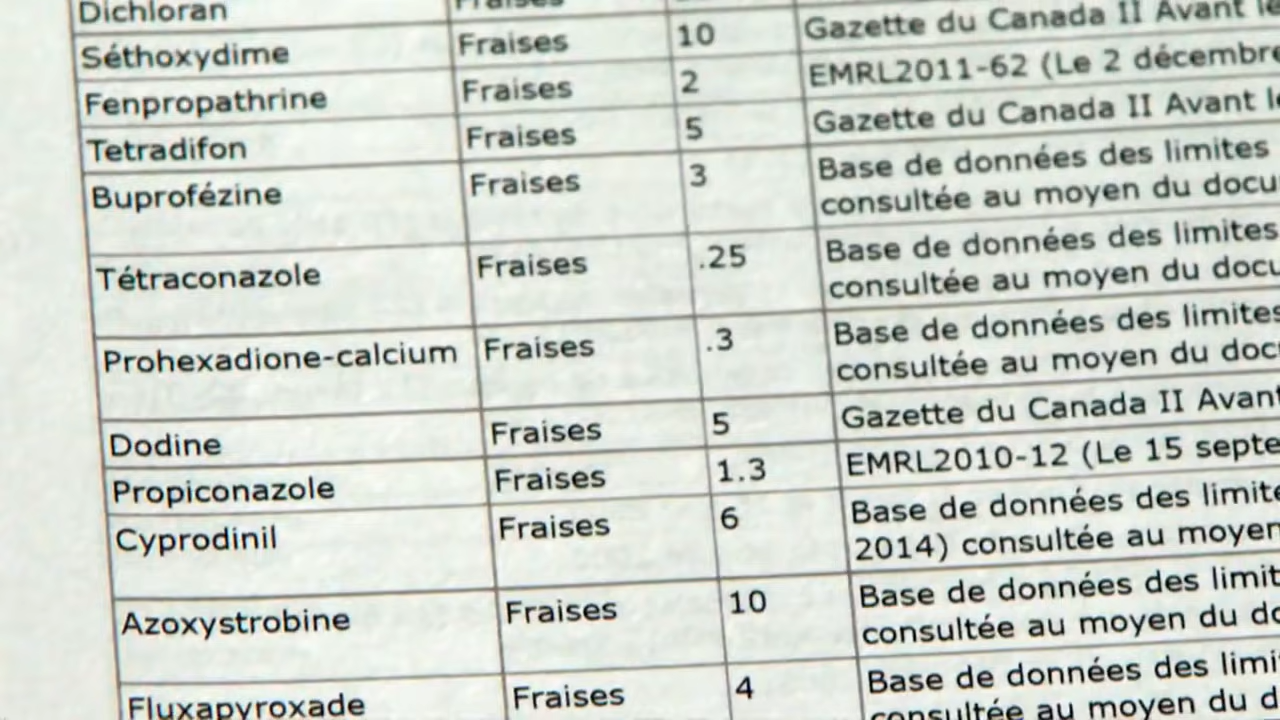 Dichloran Fraises
Séthoxydime Fraises 10 Gazette du Canada II Avant le
Fenpropathrine Fraises 2 EMRL2011-62 (Le 2 décembre
Tetradifon Fraises 5 Gazette du Canada II Avant
Buprofézine Fraises 3 Base de données des limites
consultée au moyen du docu
Tétraconazole Fraises .25 Base de données des limites
consultée au moyen du docu
Prohexadione-calcium Fraises .3 Base de données des limites
consultée au moyen du doc
Dodine Fraises 5 Gazette du Canada II Avant
Propiconazole Fraises 1.3 EMRL2010-12 (Le 15 septe
Cyprodinil Fraises 6 Base de données des limite
2014) consultée au moyen
Azoxystrobine Fraises 10 Base de données des limit
consultée au moyen du do
Fluxapyroxade Fraises 4 Base de données des limi
consultée au moyen du d